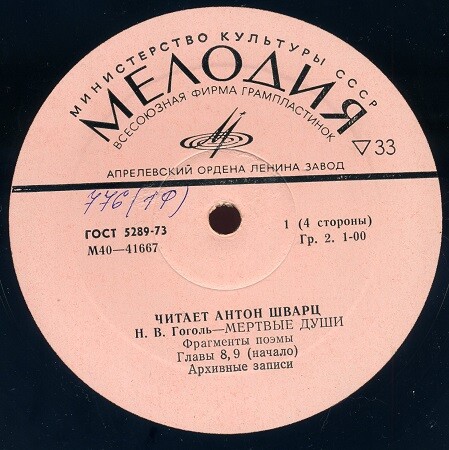 МИНИСТЕРСТВО КУЛЬТУРЫ СССР
МЕЛОДИЯ
ВСЕСОЮЗНАЯ ФИРМА ГРАМПЛАСТИНОК
▽33
АПРЕЛЕВСКИЙ ОРДЕНА ЛЕНИНА ЗАВОД
776(1Ф)
ГОСТ 5289-73
М40—41667
1 (4 стороны)
Гр. 2. 1-00
ЧИТАЕТ АНТОН ШВАРЦ
Н. В. Гоголь—МЕРТВЫЕ ДУШИ
Фрагменты поэмы
Главы 8,9 (начало)
Архивные записи